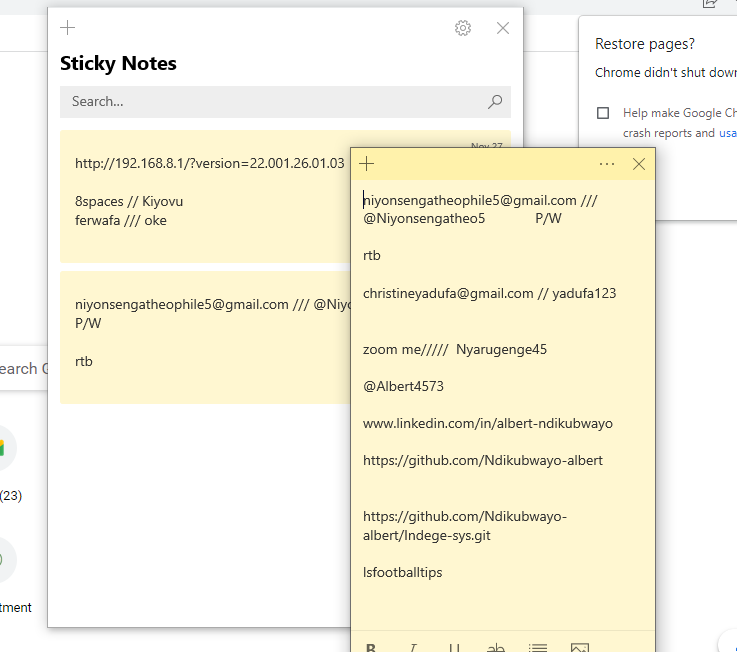 Sticky Notes
Search...
Nov 27
http://192.168.8.1/?version=22.001.26.01.03
8spaces // Kiyovu
ferwafa /// oke
niyonsengatheophile5@gmail.com /// @Niyo
P/W
rtb
niyonsengatheophile5@gmail.com ///
@Niyonsengatheo5 P/W
rtb
christineyadufa@gmail.com // yadufa123
zoom me///// Nyarugenge45
@Albert4573
www.linkedin.com/in/albert-ndikubwayo
https://github.com/Ndikubwayo-albert
https://github.com/Ndikubwayo-
albert/Indege-sys.git
lsfootballtips
B I U ab
Restore pages?
Chrome didn't shut down
Help make Google Ch
crash reports and usa
earch G
(23)
tment